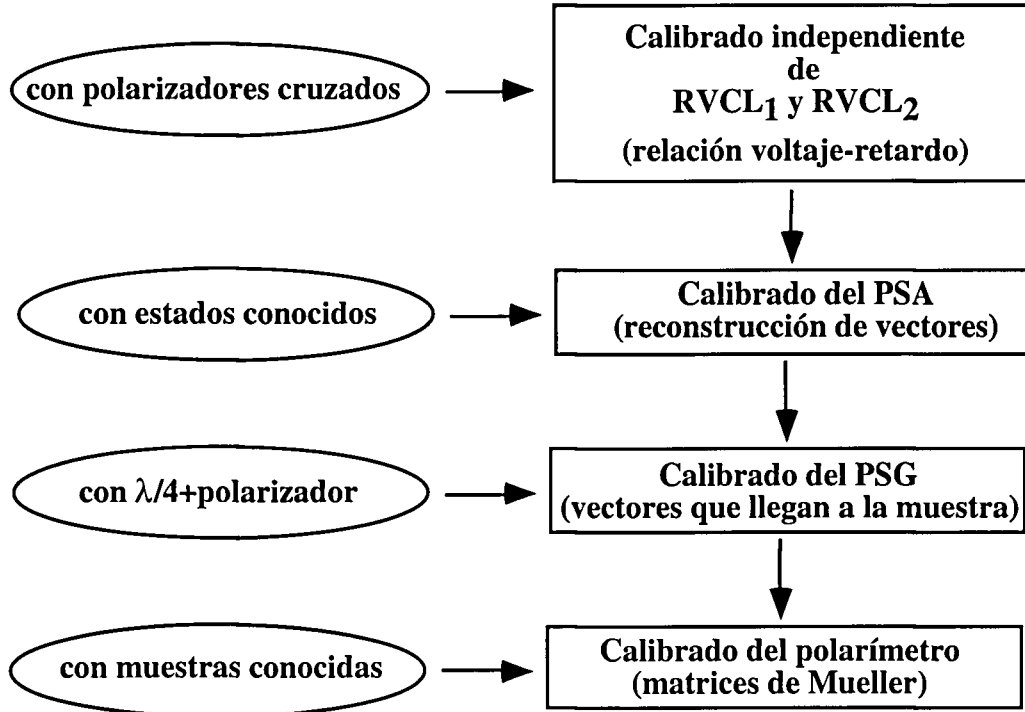 con polarizadores cruzados
Calibrado independiente
de
RVCL1 y RVCL2
(relación voltaje-retardo)
con estados conocidos
Calibrado del PSA
(reconstrucción de vectores)
con λ/4+polarizador
Calibrado del PSG
(vectores que llegan a la muestra)
con muestras conocidas
Calibrado del polarímetro
(matrices de Mueller)